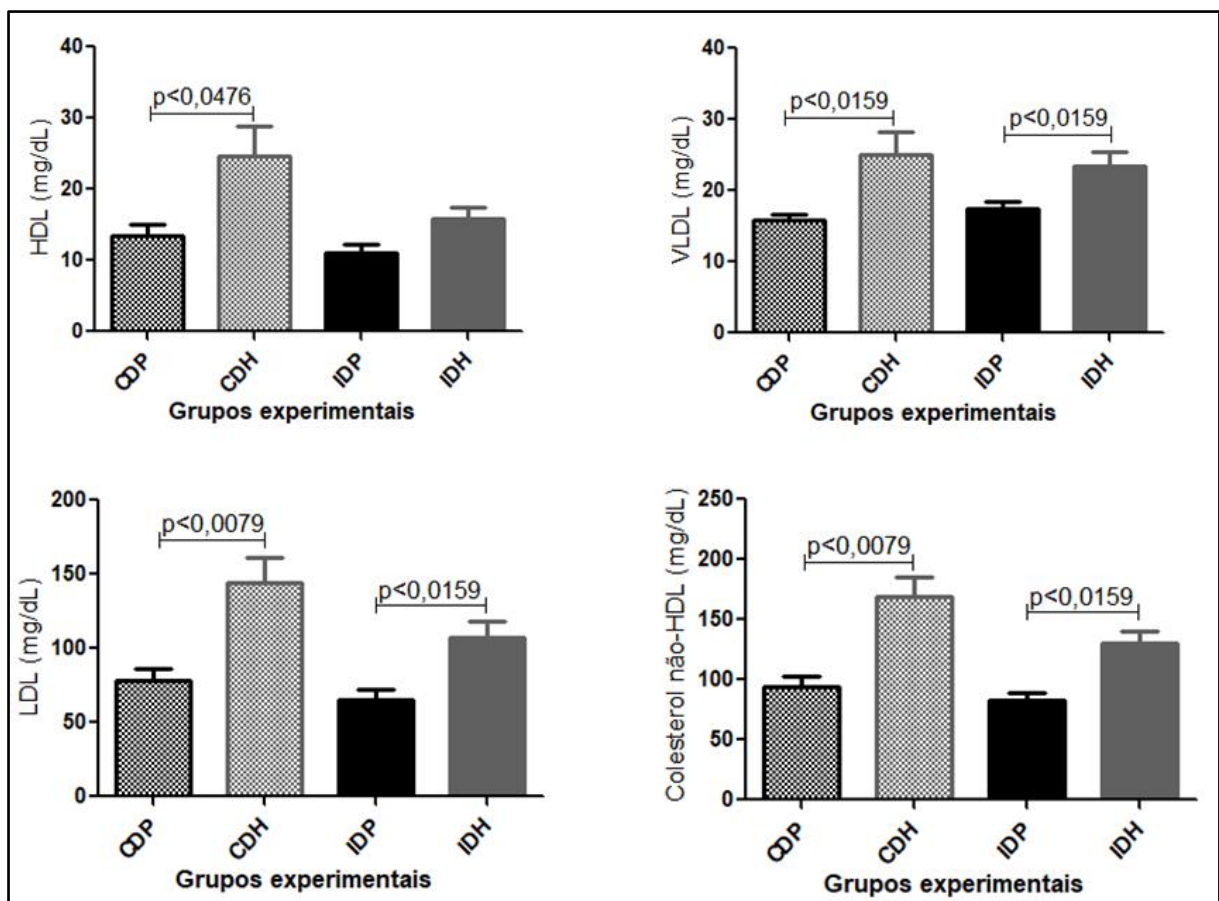 HDL (mg/dL)
40
30
20
10
0
p<0,0476
CDP
CDH
IDP
IDH
Grupos experimentais
VLDL (mg/dL)
40
30
20
10
0
p<0,0159
p<0,0159
CDP
CDH
IDP
IDH
Grupos experimentais
LDL (mg/dL)
200
150
100
50
0
p<0,0079
p<0,0159
CDP
CDH
IDP
IDH
Grupos experimentais
Colesterol não-HDL (mg/dL)
250
200
150
100
50
0
p<0,0079
p<0,0159
CDP
CDH
IDP
IDH
Grupos experimentais